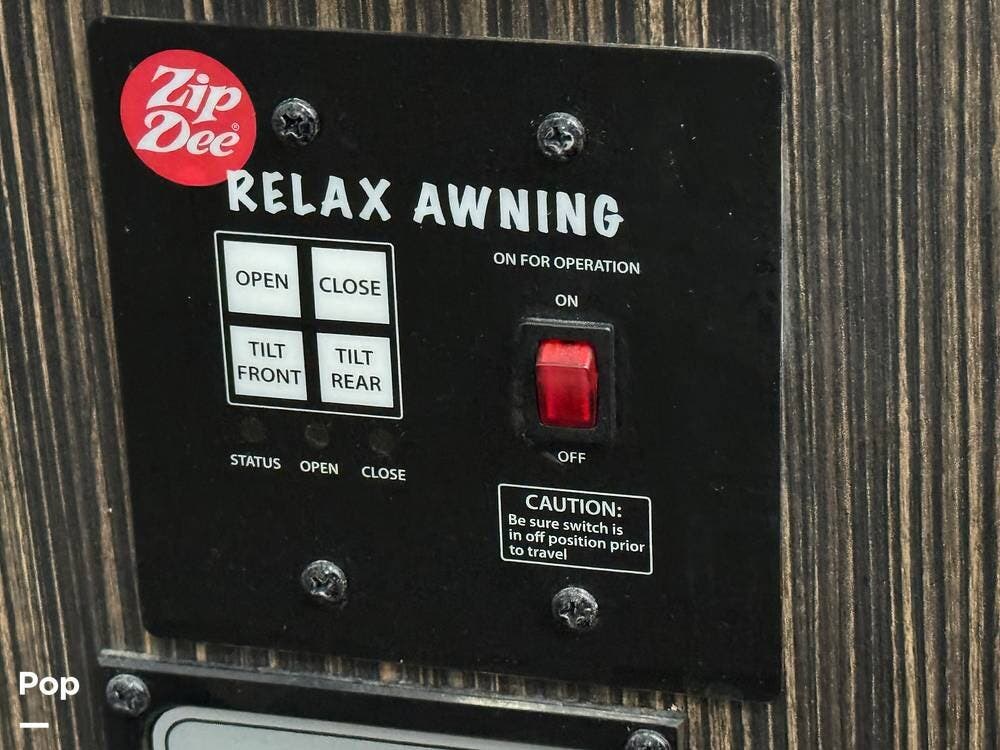 Zip
Dee®
RELAX AWNING
OPEN
CLOSE
TILT
FRONT
TILT
REAR
STATUS
OPEN
CLOSE
ON FOR OPERATION
ON
OFF
CAUTION:
Be sure switch is
in off position prior
to travel
Pop